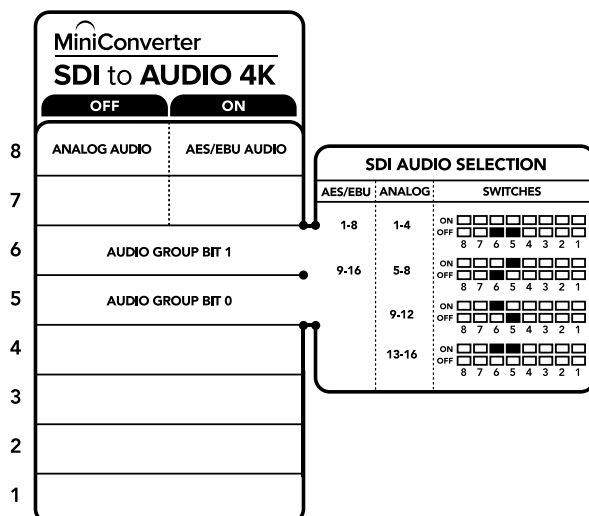 MiniConverter
SDI to AUDIO 4K
OFF ON
8 ANALOG AUDIO AES/EBU AUDIO
7
6 AUDIO GROUP BIT 1
5 AUDIO GROUP BIT 0
4
3
2
1
SDI AUDIO SELECTION
AES/EBU ANALOG SWITCHES
1-8 1-4 ON
OFF
8 7 6 5 4 3 2 1
9-16 5-8 ON
OFF
8 7 6 5 4 3 2 1
9-12 ON
OFF
8 7 6 5 4 3 2 1
13-16 ON
OFF
8 7 6 5 4 3 2 1